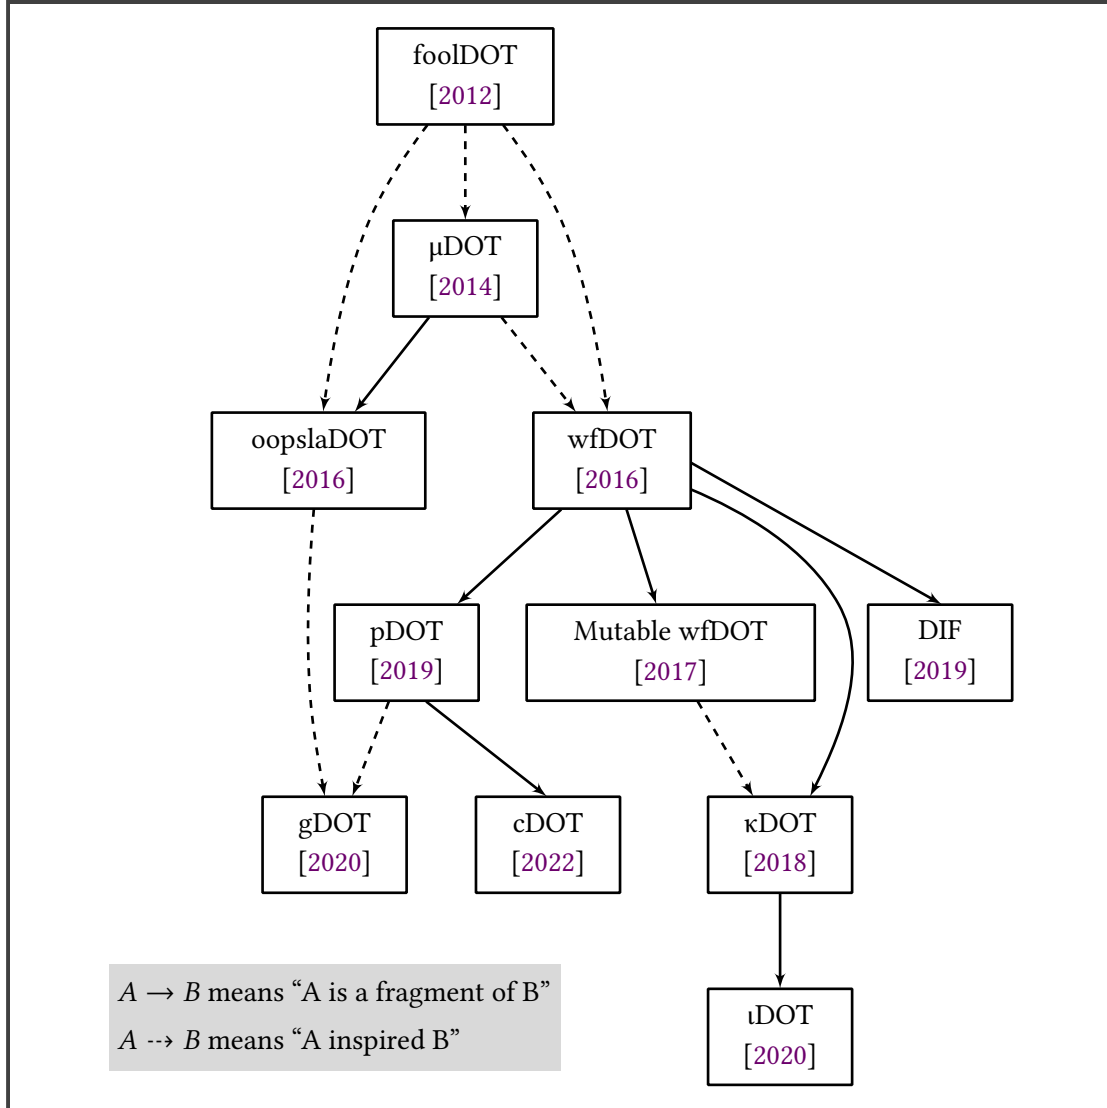 foolDOT
[2012]
μDOT
[2014]
oopslaDOT
[2016]
wfDOT
[2016]
pDOT
[2019]
Mutable wfDOT
[2017]
DIF
[2019]
gDOT
[2020]
cDOT
[2022]
κDOT
[2018]
ιDOT
[2020]
A → B means “A is a fragment of B”
A ⇢ B means “A inspired B”